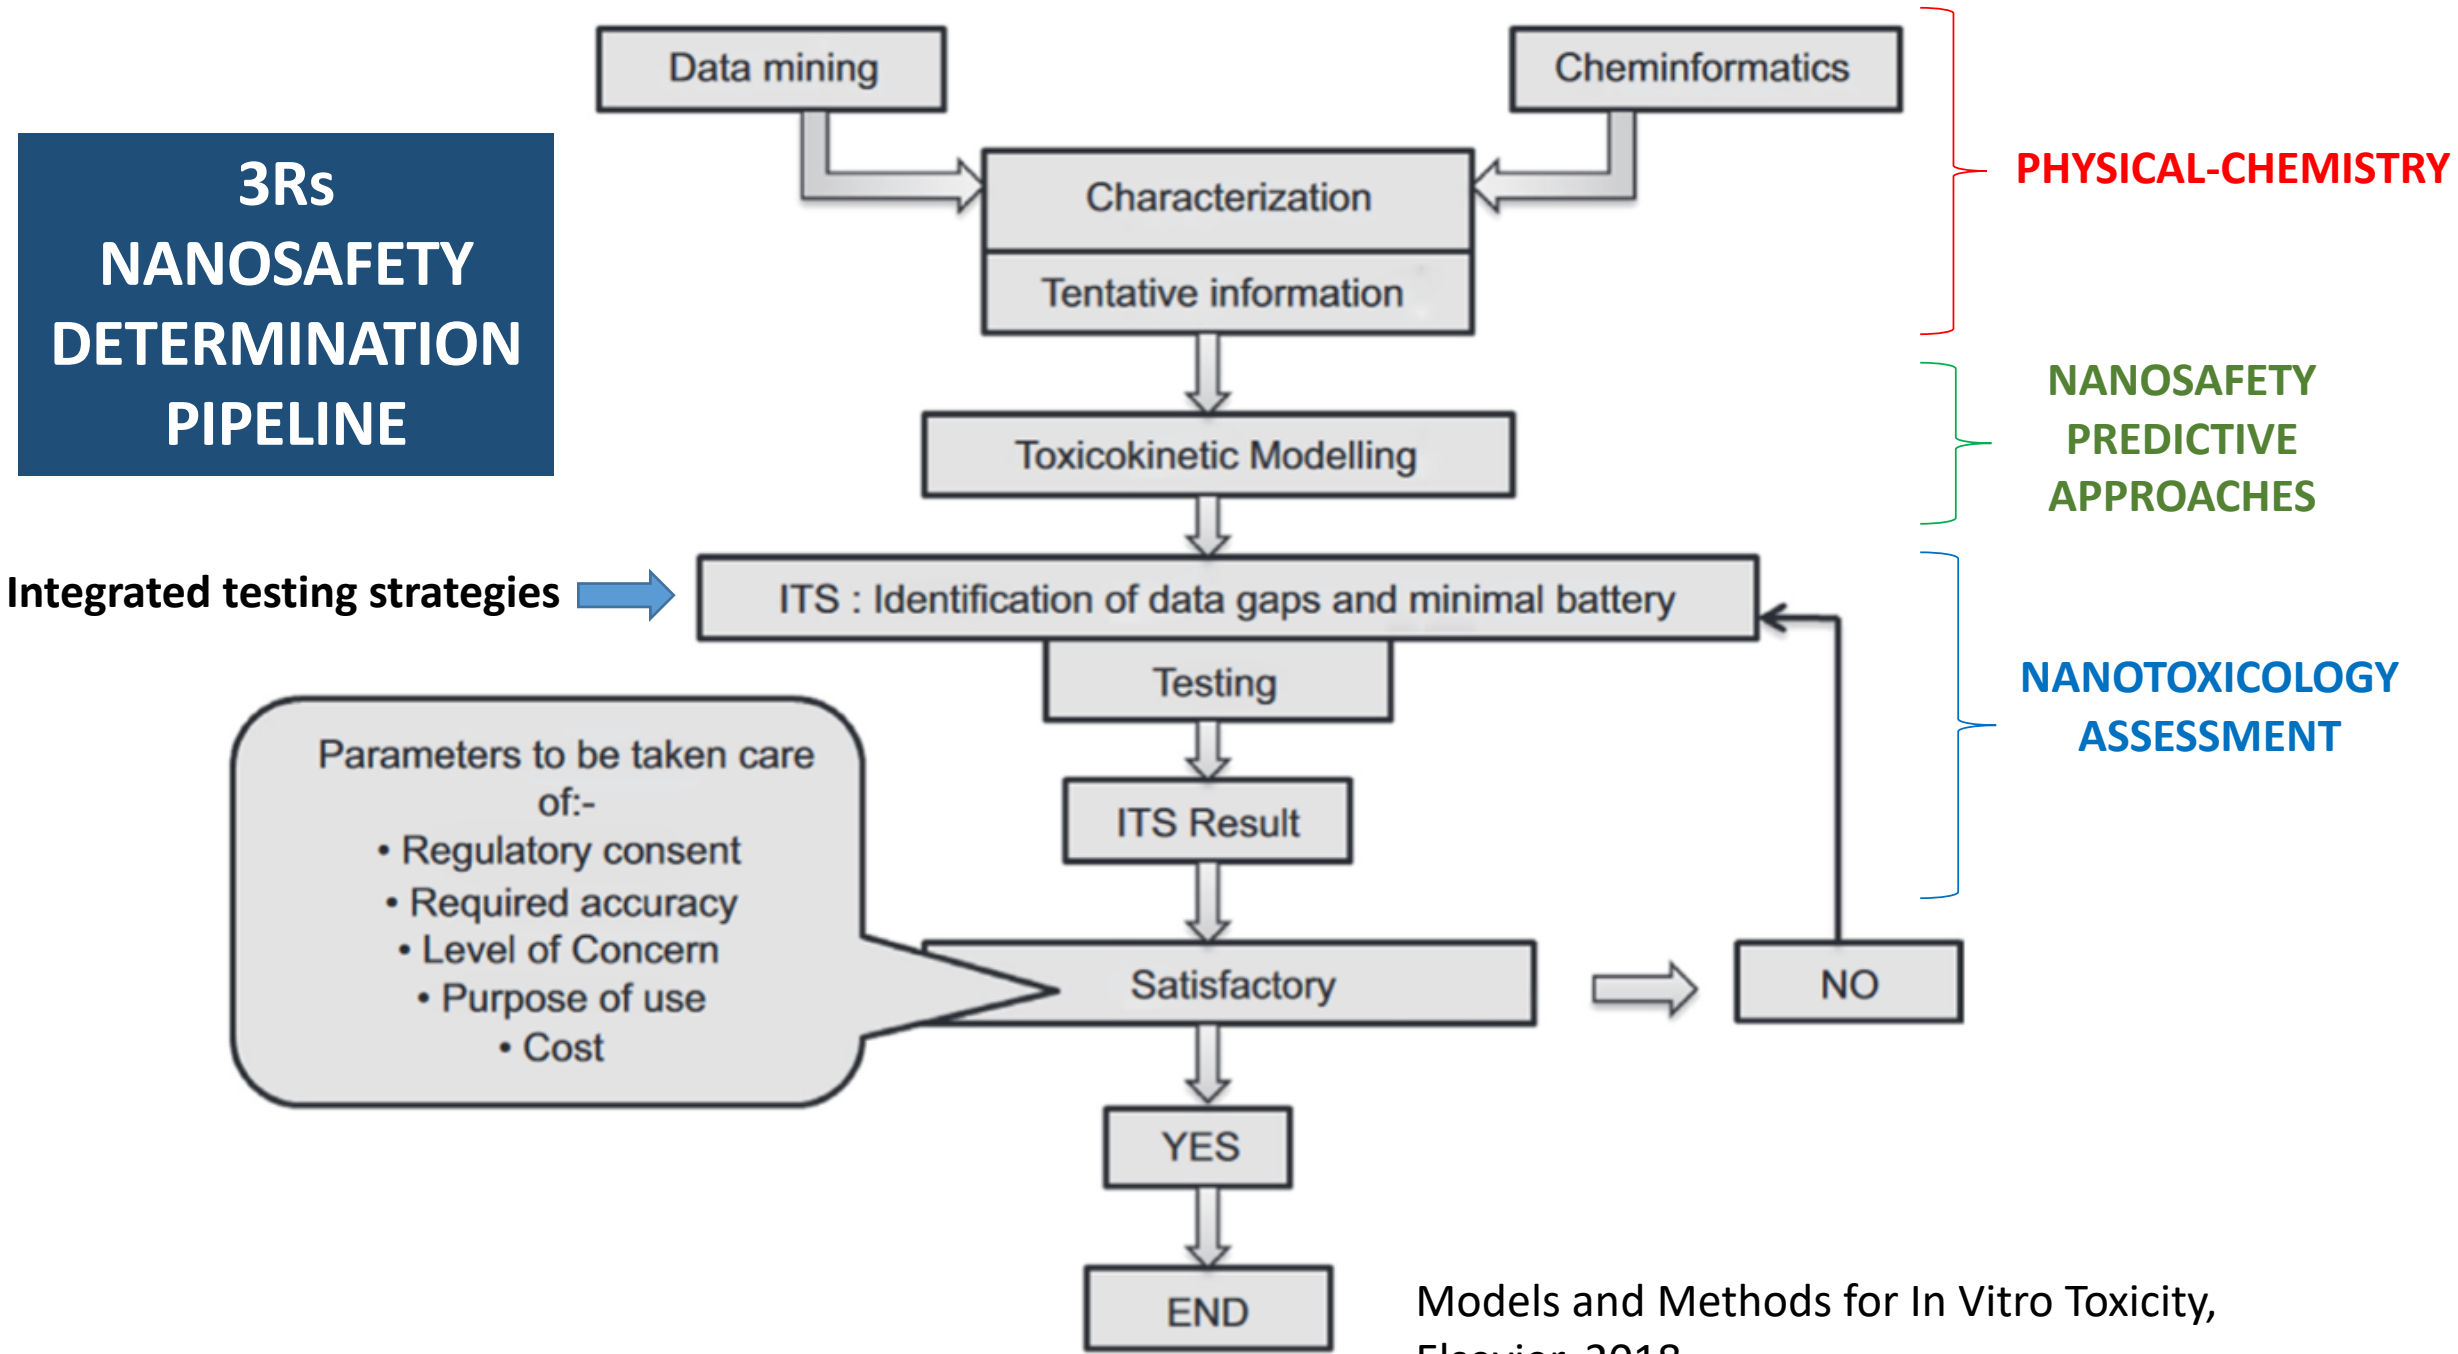 Data mining
Cheminformatics
3Rs
NANOSAFETY
DETERMINATION
PIPELINE
Characterization
Tentative information
PHYSICAL-CHEMISTRY
Toxicokinetic Modelling
NANOSAFETY
PREDICTIVE
APPROACHES
Integrated testing strategies
ITS : Identification of data gaps and minimal battery
Testing
NANOTOXICOLOGY
ASSESSMENT
Parameters to be taken care
of:-
• Regulatory consent
• Required accuracy
• Level of Concern
• Purpose of use
• Cost
ITS Result
Satisfactory
NO
YES
END
Models and Methods for In Vitro Toxicity,
Elsevier, 2018